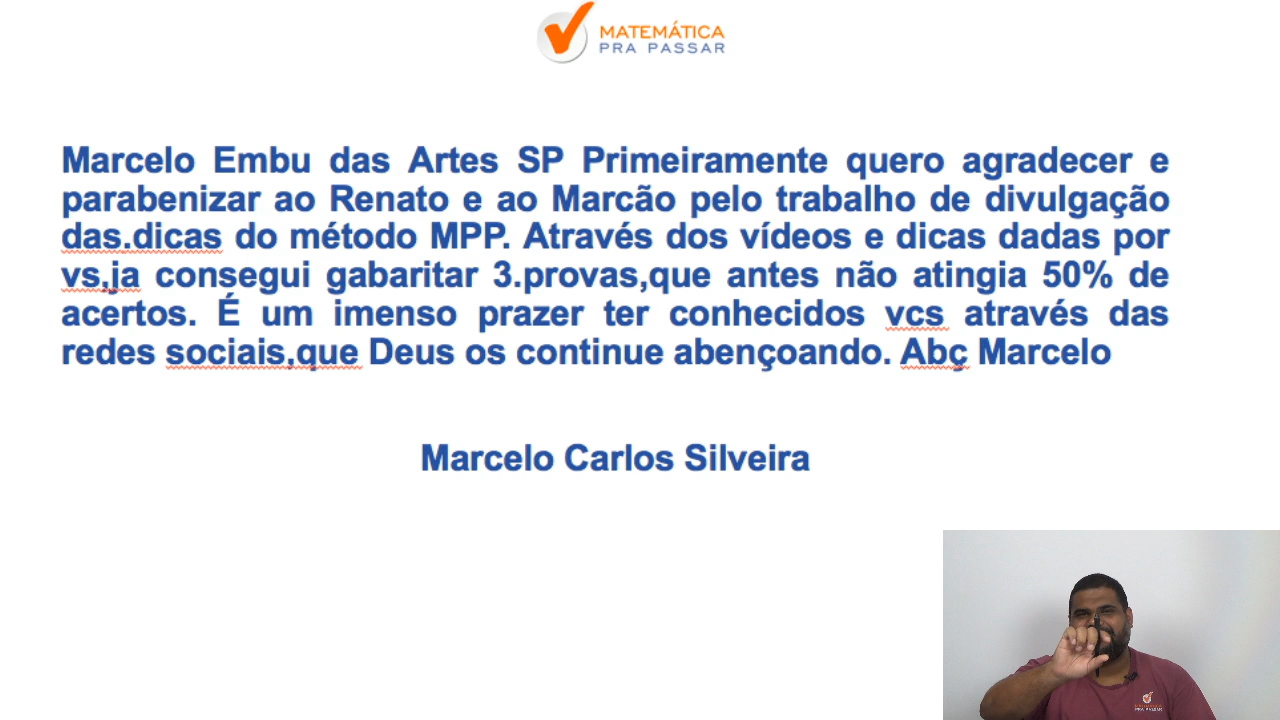 MATEMÁTICA
PRA PASSAR
Marcelo Embu das Artes SP Primeiramente quero agradecer e
parabenizar ao Renato e ao Marcão pelo trabalho de divulgação
das.dicas do método MPP. Através dos vídeos e dicas dadas por
vs,ja consegui gabaritar 3.provas,que antes não atingia 50% de
acertos. É um imenso prazer ter conhecidos vcs através das
redes sociais,que Deus os continue abençoando. Abç Marcelo
Marcelo Carlos Silveira
MATEMÁTICA
PRA PASSAR